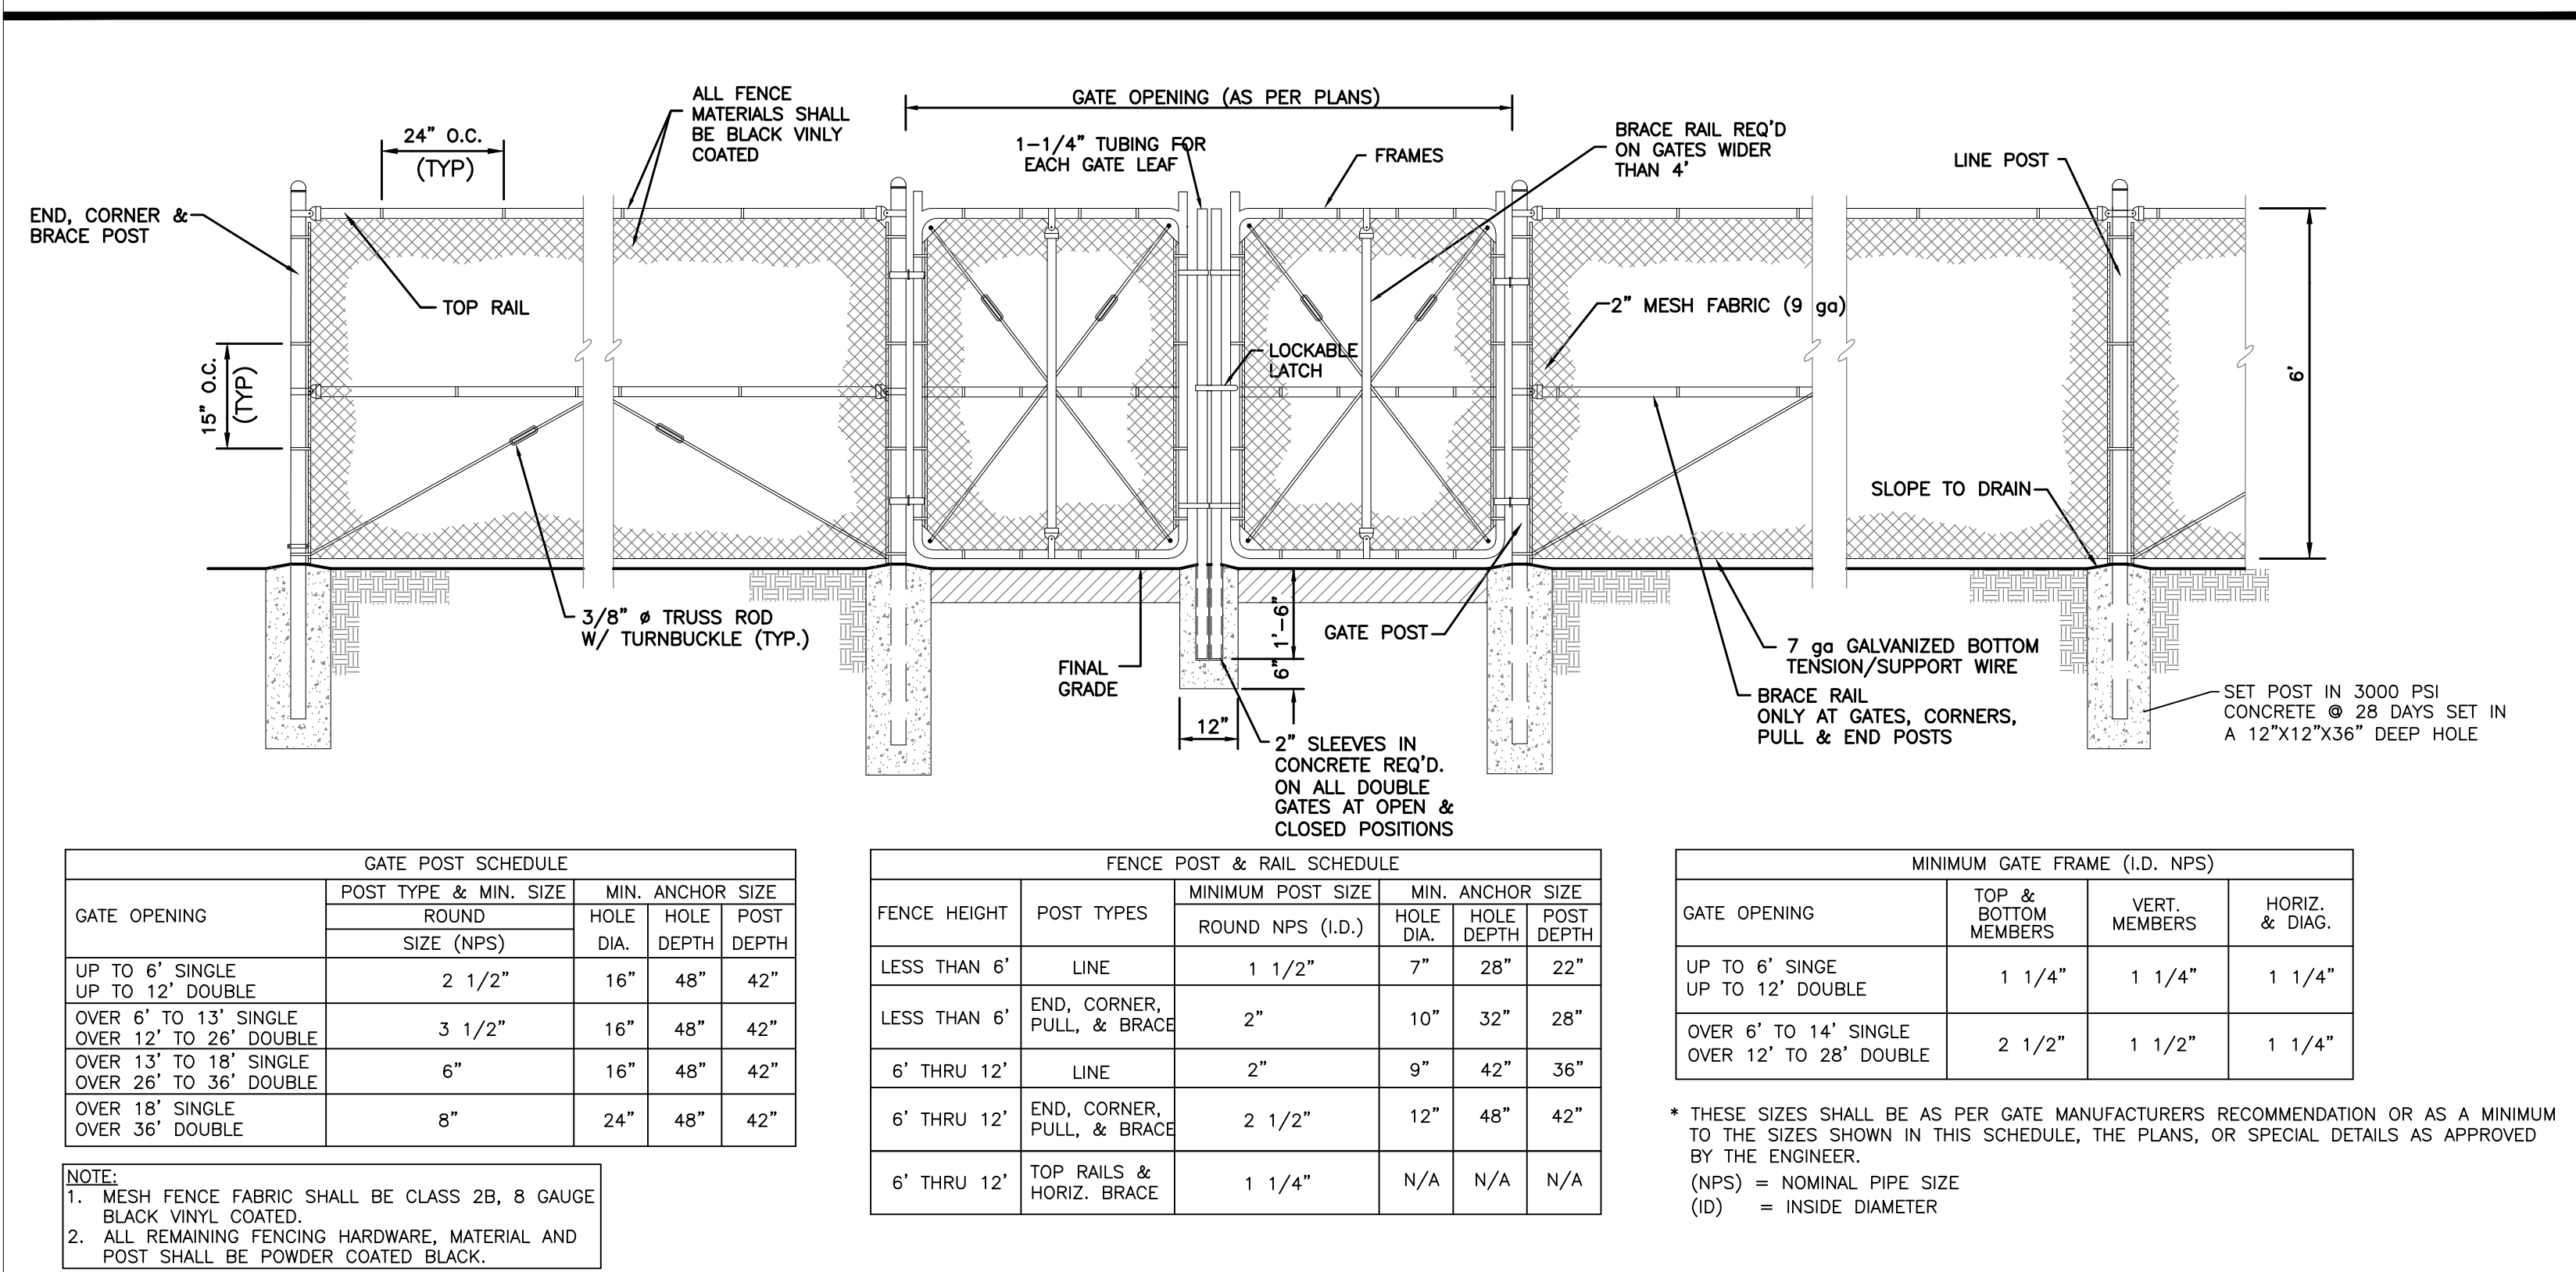 ALL FENCE
MATERIALS SHALL
BE BLACK VINLY
COATED
GATE OPENING (AS PER PLANS)
24" O.C.
(TYP)
1-1/4" TUBING FOR
EACH GATE LEAF
FRAMES
BRACE RAIL REQ'D
ON GATES WIDER
THAN 4'
LINE POST
END, CORNER &
BRACE POST
TOP RAIL
2" MESH FABRIC (9 ga)
LOCKABLE
LATCH
15" O.C.
(TYP)
6'
SLOPE TO DRAIN
3/8" ø TRUSS ROD
W/ TURNBUCKLE (TYP.)
FINAL
GRADE
1'-6"
6"
12"
GATE POST
2" SLEEVES IN
CONCRETE REQ'D.
ON ALL DOUBLE
GATES AT OPEN &
CLOSED POSITIONS
7 ga GALVANIZED BOTTOM
TENSION/SUPPORT WIRE
BRACE RAIL
ONLY AT GATES, CORNERS,
PULL & END POSTS
SET POST IN 3000 PSI
CONCRETE @ 28 DAYS SET IN
A 12"X12"X36" DEEP HOLE
GATE POST SCHEDULE
GATE OPENING
POST TYPE & MIN. SIZE
MIN. ANCHOR SIZE
ROUND
SIZE (NPS)
HOLE DIA.
HOLE DEPTH
POST DEPTH
UP TO 6' SINGLE
UP TO 12' DOUBLE
2 1/2" 16" 48" 42"
OVER 6' TO 13' SINGLE
OVER 12' TO 26' DOUBLE
3 1/2" 16" 48" 42"
OVER 13' TO 18' SINGLE
OVER 26' TO 36' DOUBLE
6" 16" 48" 42"
OVER 18' SINGLE
OVER 36' DOUBLE
8" 24" 48" 42"
NOTE:
1. MESH FENCE FABRIC SHALL BE CLASS 2B, 8 GAUGE
BLACK VINYL COATED.
2. ALL REMAINING FENCING HARDWARE, MATERIAL AND
POST SHALL BE POWDER COATED BLACK.
FENCE POST & RAIL SCHEDULE
FENCE HEIGHT
POST TYPES
MINIMUM POST SIZE
MIN. ANCHOR SIZE
ROUND NPS (I.D.)
HOLE DIA.
HOLE DEPTH
POST DEPTH
LESS THAN 6' LINE 1 1/2" 7" 28" 22"
LESS THAN 6'
END, CORNER,
PULL, & BRACE
2" 10" 32" 28"
6' THRU 12' LINE 2" 9" 42" 36"
6' THRU 12'
END, CORNER,
PULL, & BRACE
2 1/2" 12" 48" 42"
6' THRU 12'
TOP RAILS &
HORIZ. BRACE
1 1/4" N/A N/A N/A
MINIMUM GATE FRAME (I.D. NPS)
GATE OPENING
TOP &
BOTTOM
MEMBERS
VERT.
MEMBERS
HORIZ.
& DIAG.
UP TO 6' SINGE
UP TO 12' DOUBLE
1 1/4" 1 1/4" 1 1/4"
OVER 6' TO 14' SINGLE
OVER 12' TO 28' DOUBLE
2 1/2" 1 1/2" 1 1/4"
* THESE SIZES SHALL BE AS PER GATE MANUFACTURERS RECOMMENDATION OR AS A MINIMUM
TO THE SIZES SHOWN IN THIS SCHEDULE, THE PLANS, OR SPECIAL DETAILS AS APPROVED
BY THE ENGINEER.
(NPS) = NOMINAL PIPE SIZE
(ID) = INSIDE DIAMETER